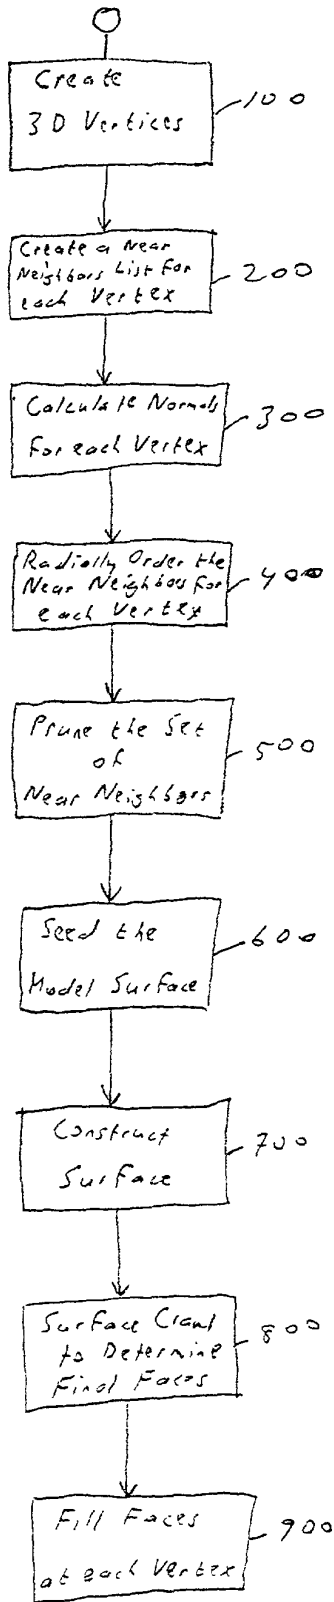 Create
3D Vertices
100
Create a Near
Neighbors List For
each Vertex
200
Calculate Normals
For each Vertex
300
Radially Order the
Near Neighbors for
each Vertex
400
Prune the Set
of
Near Neighbors
500
Seed the
Model Surface
600
Construct
Surface
700
Surface Crawl
to Determine
Final Faces
800
Fill Faces
at each Vertex
900